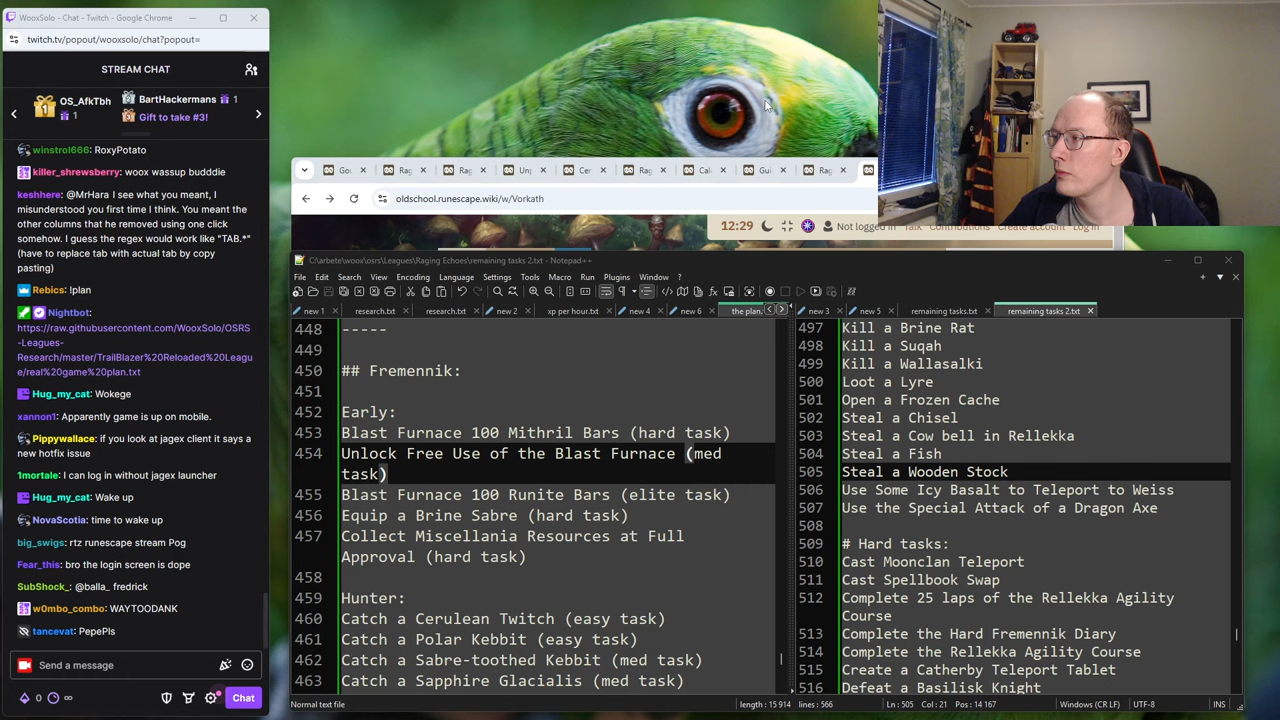 WooxSolo - Chat - Twitch - Google Chrome
twitch.tv/popout/wooxsolo/chat?popout=
STREAM CHAT
OS_AfkTbh
1
BartHackermans 1
Gift to take #3!
winstrol666: RoxyPotato
killer_shrewsberry: woox wassup budddie
keshhere: @MrHara I see what you meant, I
misunderstood you first time I think. You meant the
other columns that he removed using one click
somehow. I guess the regex would work like "TAB.*"
(have to replace tab with actual tab by copy
pasting)
Rebics: !plan
Nightbot:
https://raw.githubusercontent.com/WooxSolo/OSRS
-Leagues-
Research/master/TrailBlazer%20Reloaded%20Leagu
e/real%20game%20plan.txt
Hug_my_cat: Wokege
xannon1: Apparently game is up on mobile.
Pippywallace: if you look at jagex client it says a
new hotfix issue
1mortale: I can log in without jagex launcher
Hug_my_cat: Wake up
NovaScotia: time to wake up
big_swigs: rtz runescape stream Pog
Fear_this: bro the login screen is dope
SubShock_: @balla_ fredrick
w0mbo_combo: WAYTOODANK
tancevat: PepePls
Send a message
0 ∞
Chat
Go
Rag
Rag
Un
Cer
Rag
Cal
Gui
Rag
oldschool.runescape.wiki/w/Vorkath
12:29
Not logged in Talk Contributions Create account Log in
C:\arbete\woox\osrs\Leagues\Raging Echoes\remaining tasks 2.txt - Notepad++
File Edit Search View Encoding Language Settings Tools Macro Run Plugins Window ?
new 1 research.txt research.txt new 2 xp per hour.txt new 4 new 6 the plan.
448 -----
449
450 ## Fremennik:
451
452 Early:
453 Blast Furnace 100 Mithril Bars (hard task)
454 Unlock Free Use of the Blast Furnace (med
task)
455 Blast Furnace 100 Runite Bars (elite task)
456 Equip a Brine Sabre (hard task)
457 Collect Miscellania Resources at Full
Approval (hard task)
458
459 Hunter:
460 Catch a Cerulean Twitch (easy task)
461 Catch a Polar Kebbit (easy task)
462 Catch a Sabre-toothed Kebbit (med task)
463 Catch a Sapphire Glacialis (med task)
new 3 new 5 remaining tasks.txt remaining tasks 2.txt
497 Kill a Brine Rat
498 Kill a Suqah
499 Kill a Wallasalki
500 Loot a Lyre
501 Open a Frozen Cache
502 Steal a Chisel
503 Steal a Cow bell in Rellekka
504 Steal a Fish
505 Steal a Wooden Stock
506 Use Some Icy Basalt to Teleport to Weiss
507 Use the Special Attack of a Dragon Axe
508
509 # Hard tasks:
510 Cast Moonclan Teleport
511 Cast Spellbook Swap
512 Complete 25 laps of the Rellekka Agility
Course
513 Complete the Hard Fremennik Diary
514 Complete the Rellekka Agility Course
515 Create a Catherby Teleport Tablet
516 Defeat a Basilisk Knight
Normal text file
length : 15 914 lines : 566
Ln : 505 Col : 21 Pos : 14 167
Windows (CR LF)
UTF-8
INS